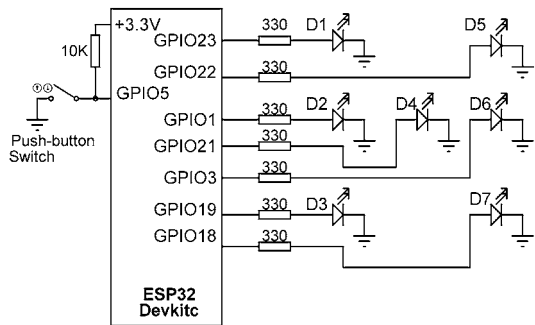 +3.3V
10K
GPIO23
330
D1
D5
GPIO22
330
GPIO5
Push-button
Switch
GPIO1
330
D2
D4
D6
GPIO21
330
GPIO3
330
GPIO19
330
D3
D7
GPIO18
330
ESP32
Devkitc